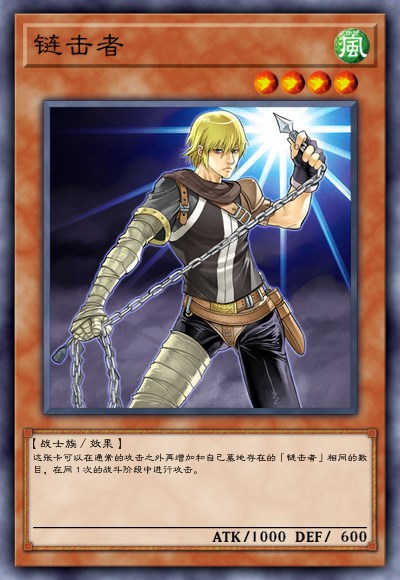 链击者
風
【战士族／效果】
这张卡可以在通常的攻击之外再增加和自己墓地存在的「链击者」相同的数
目，在同１次的战斗阶段中进行攻击。
ATK/1000 DEF/ 600